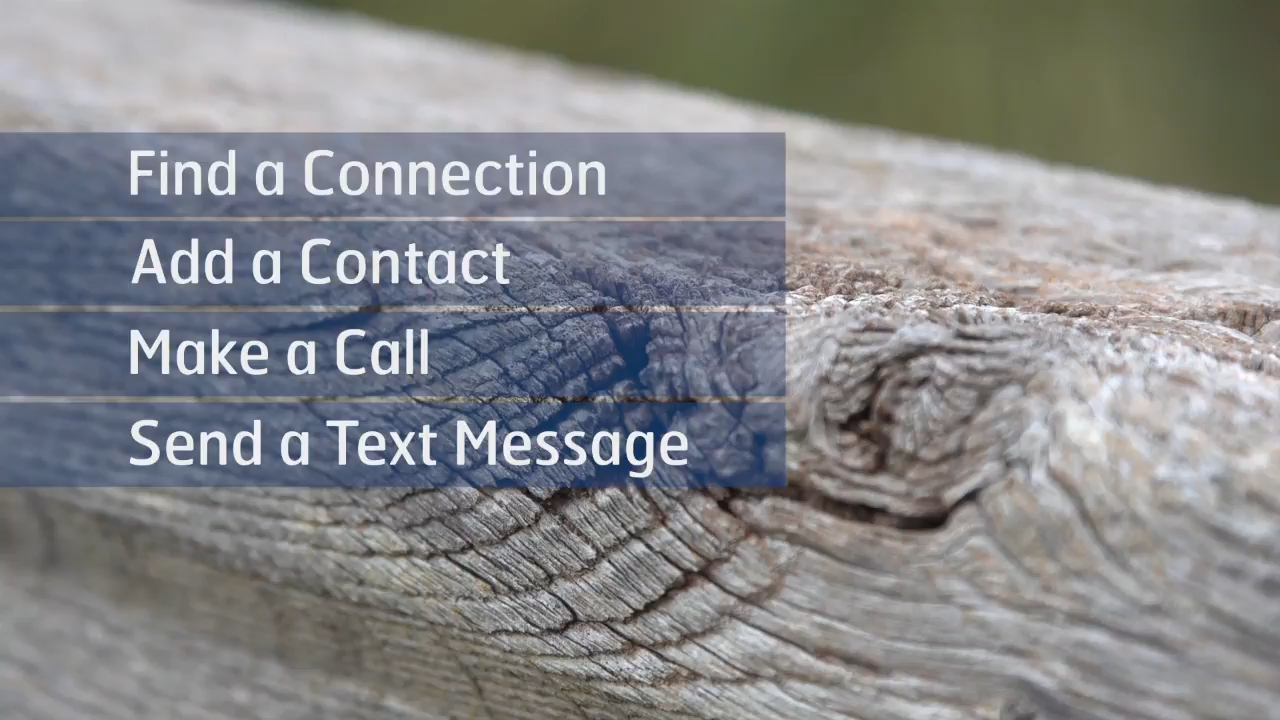 Find a Connection
Add a Contact
Make a Call
Send a Text Message